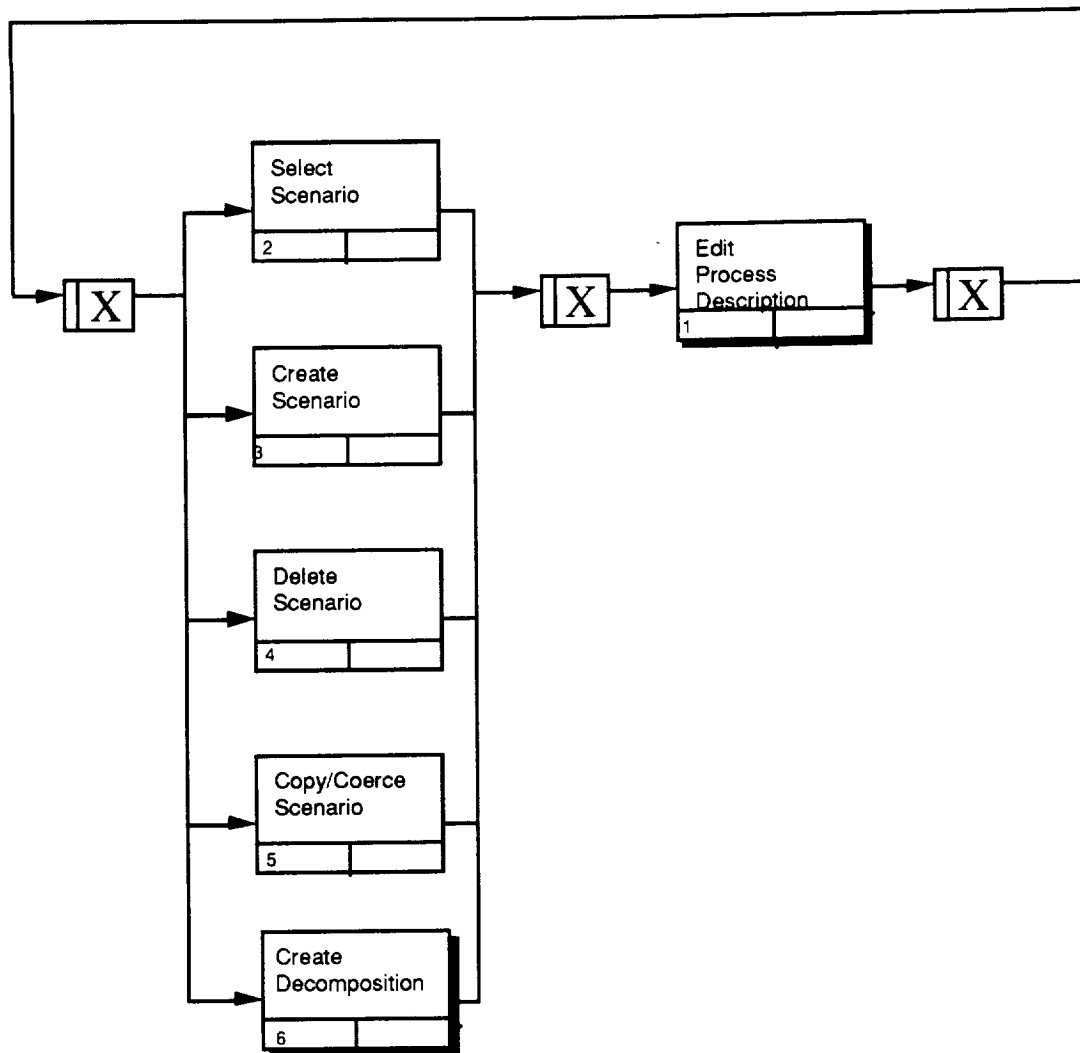 Select
Scenario
2
X
Create
Scenario
3
Delete
Scenario
4
Copy/Coerce
Scenario
5
Create
Decomposition
6
X
Edit
Process
Description
1
X